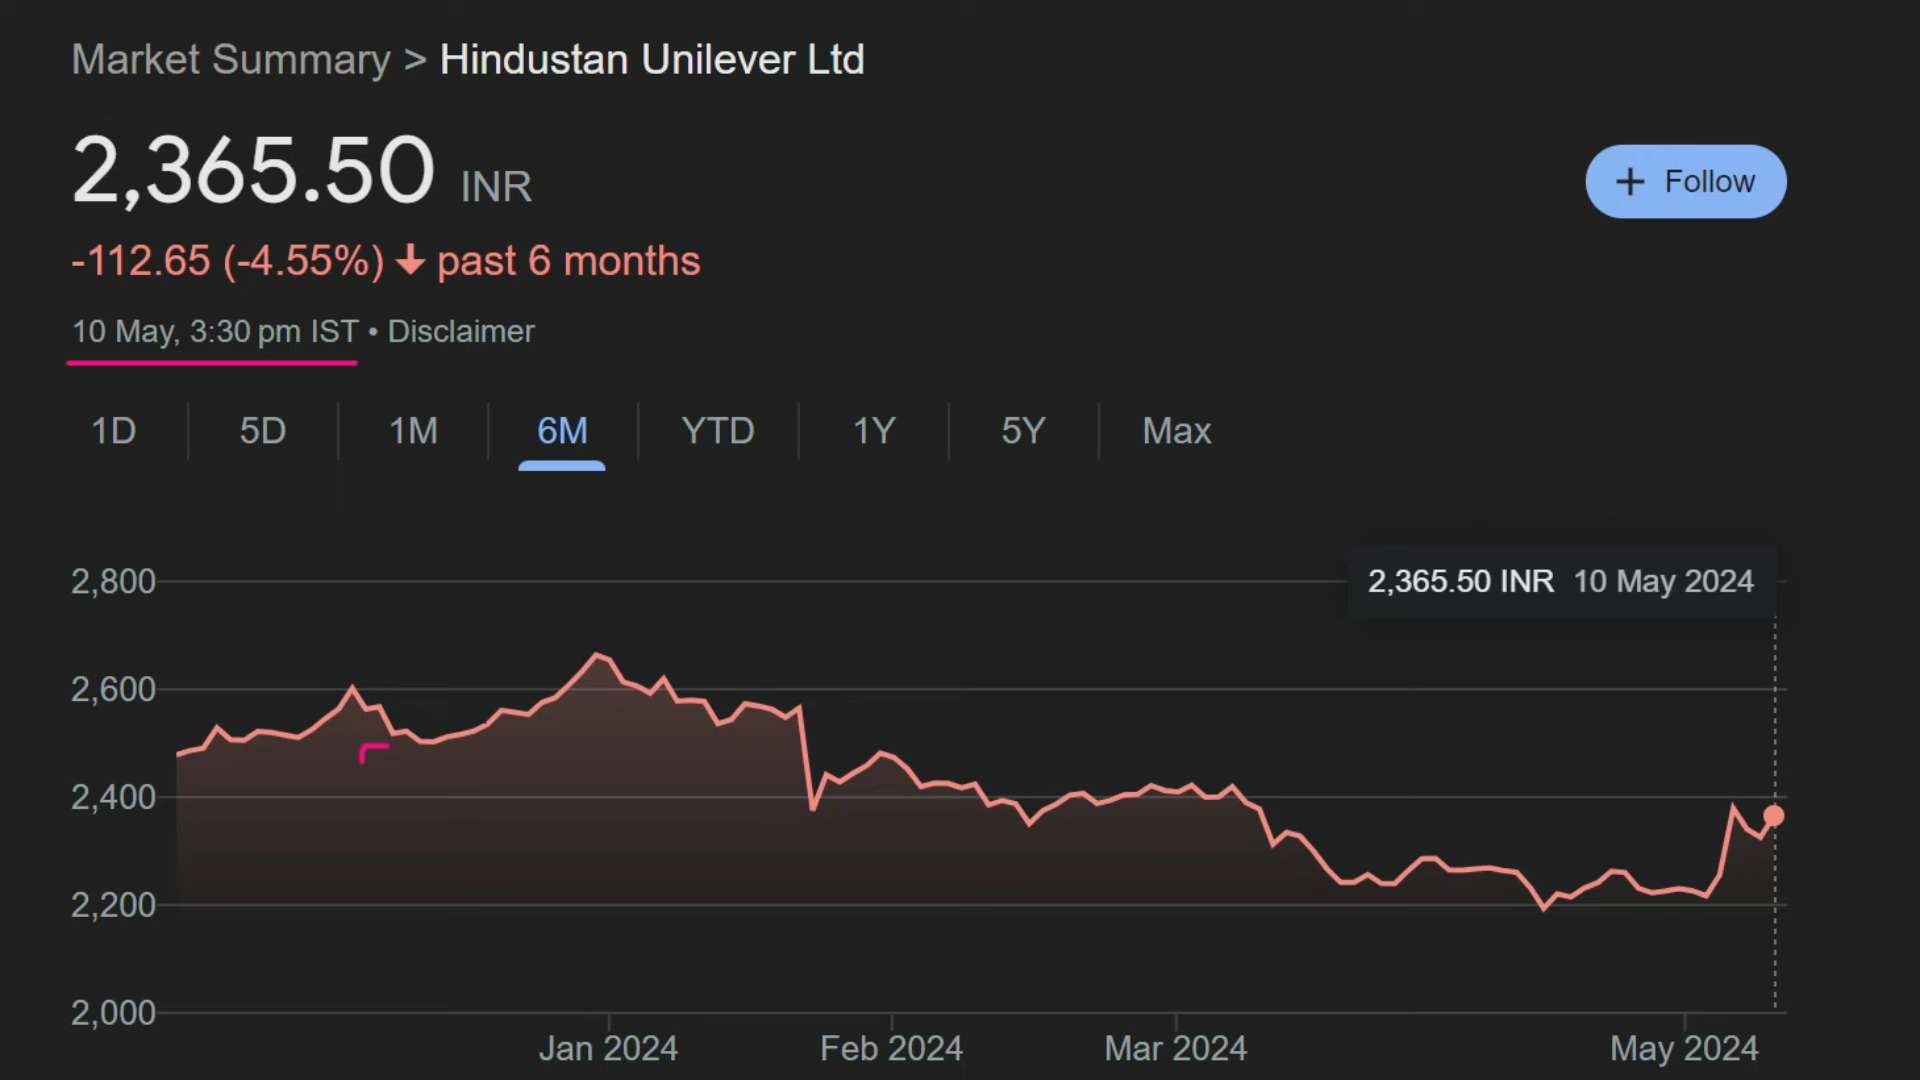 Market Summary > Hindustan Unilever Ltd
2,365.50 INR
+ Follow
-112.65 (-4.55%) ↓ past 6 months
10 May, 3:30 pm IST • Disclaimer
1D 5D 1M 6M YTD 1Y 5Y Max
2,800
2,365.50 INR 10 May 2024
2,600
2,400
2,200
2,000
Jan 2024 Feb 2024 Mar 2024 May 2024